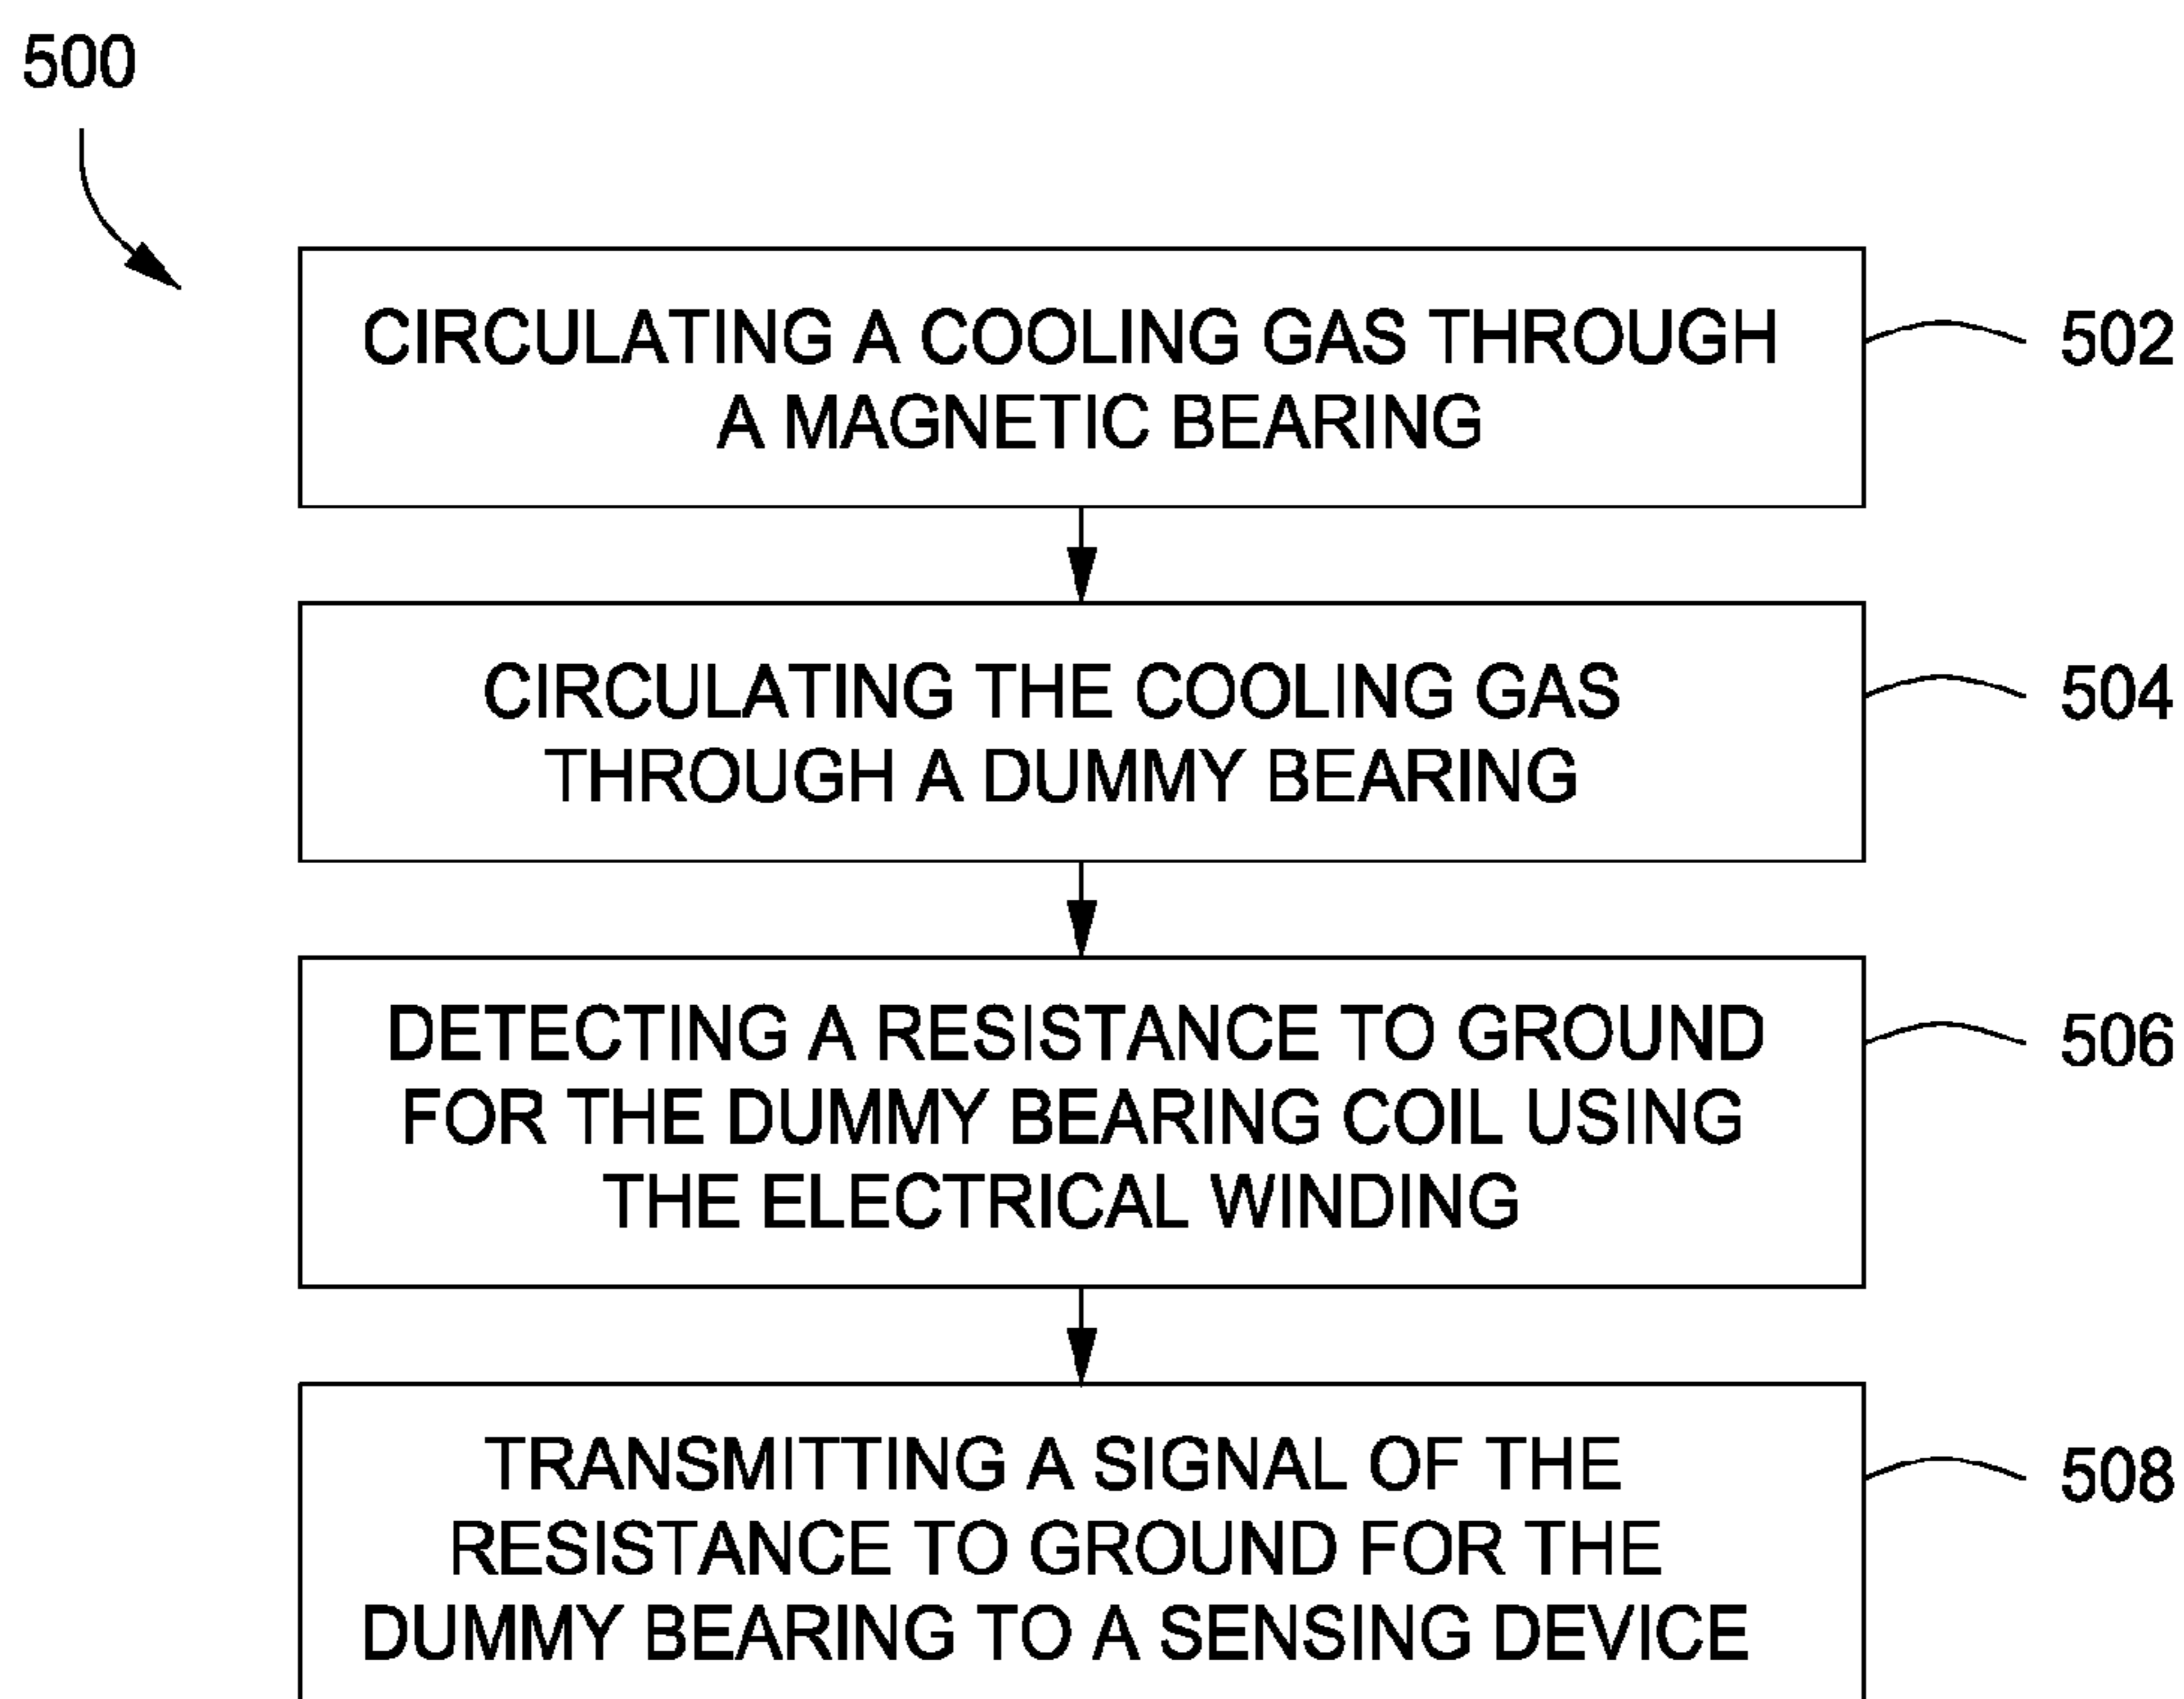 500
CIRCULATING A COOLING GAS THROUGH
A MAGNETIC BEARING
502
CIRCULATING THE COOLING GAS
THROUGH A DUMMY BEARING
504
DETECTING A RESISTANCE TO GROUND
FOR THE DUMMY BEARING COIL USING
THE ELECTRICAL WINDING
506
TRANSMITTING A SIGNAL OF THE
RESISTANCE TO GROUND FOR THE
DUMMY BEARING TO A SENSING DEVICE
508